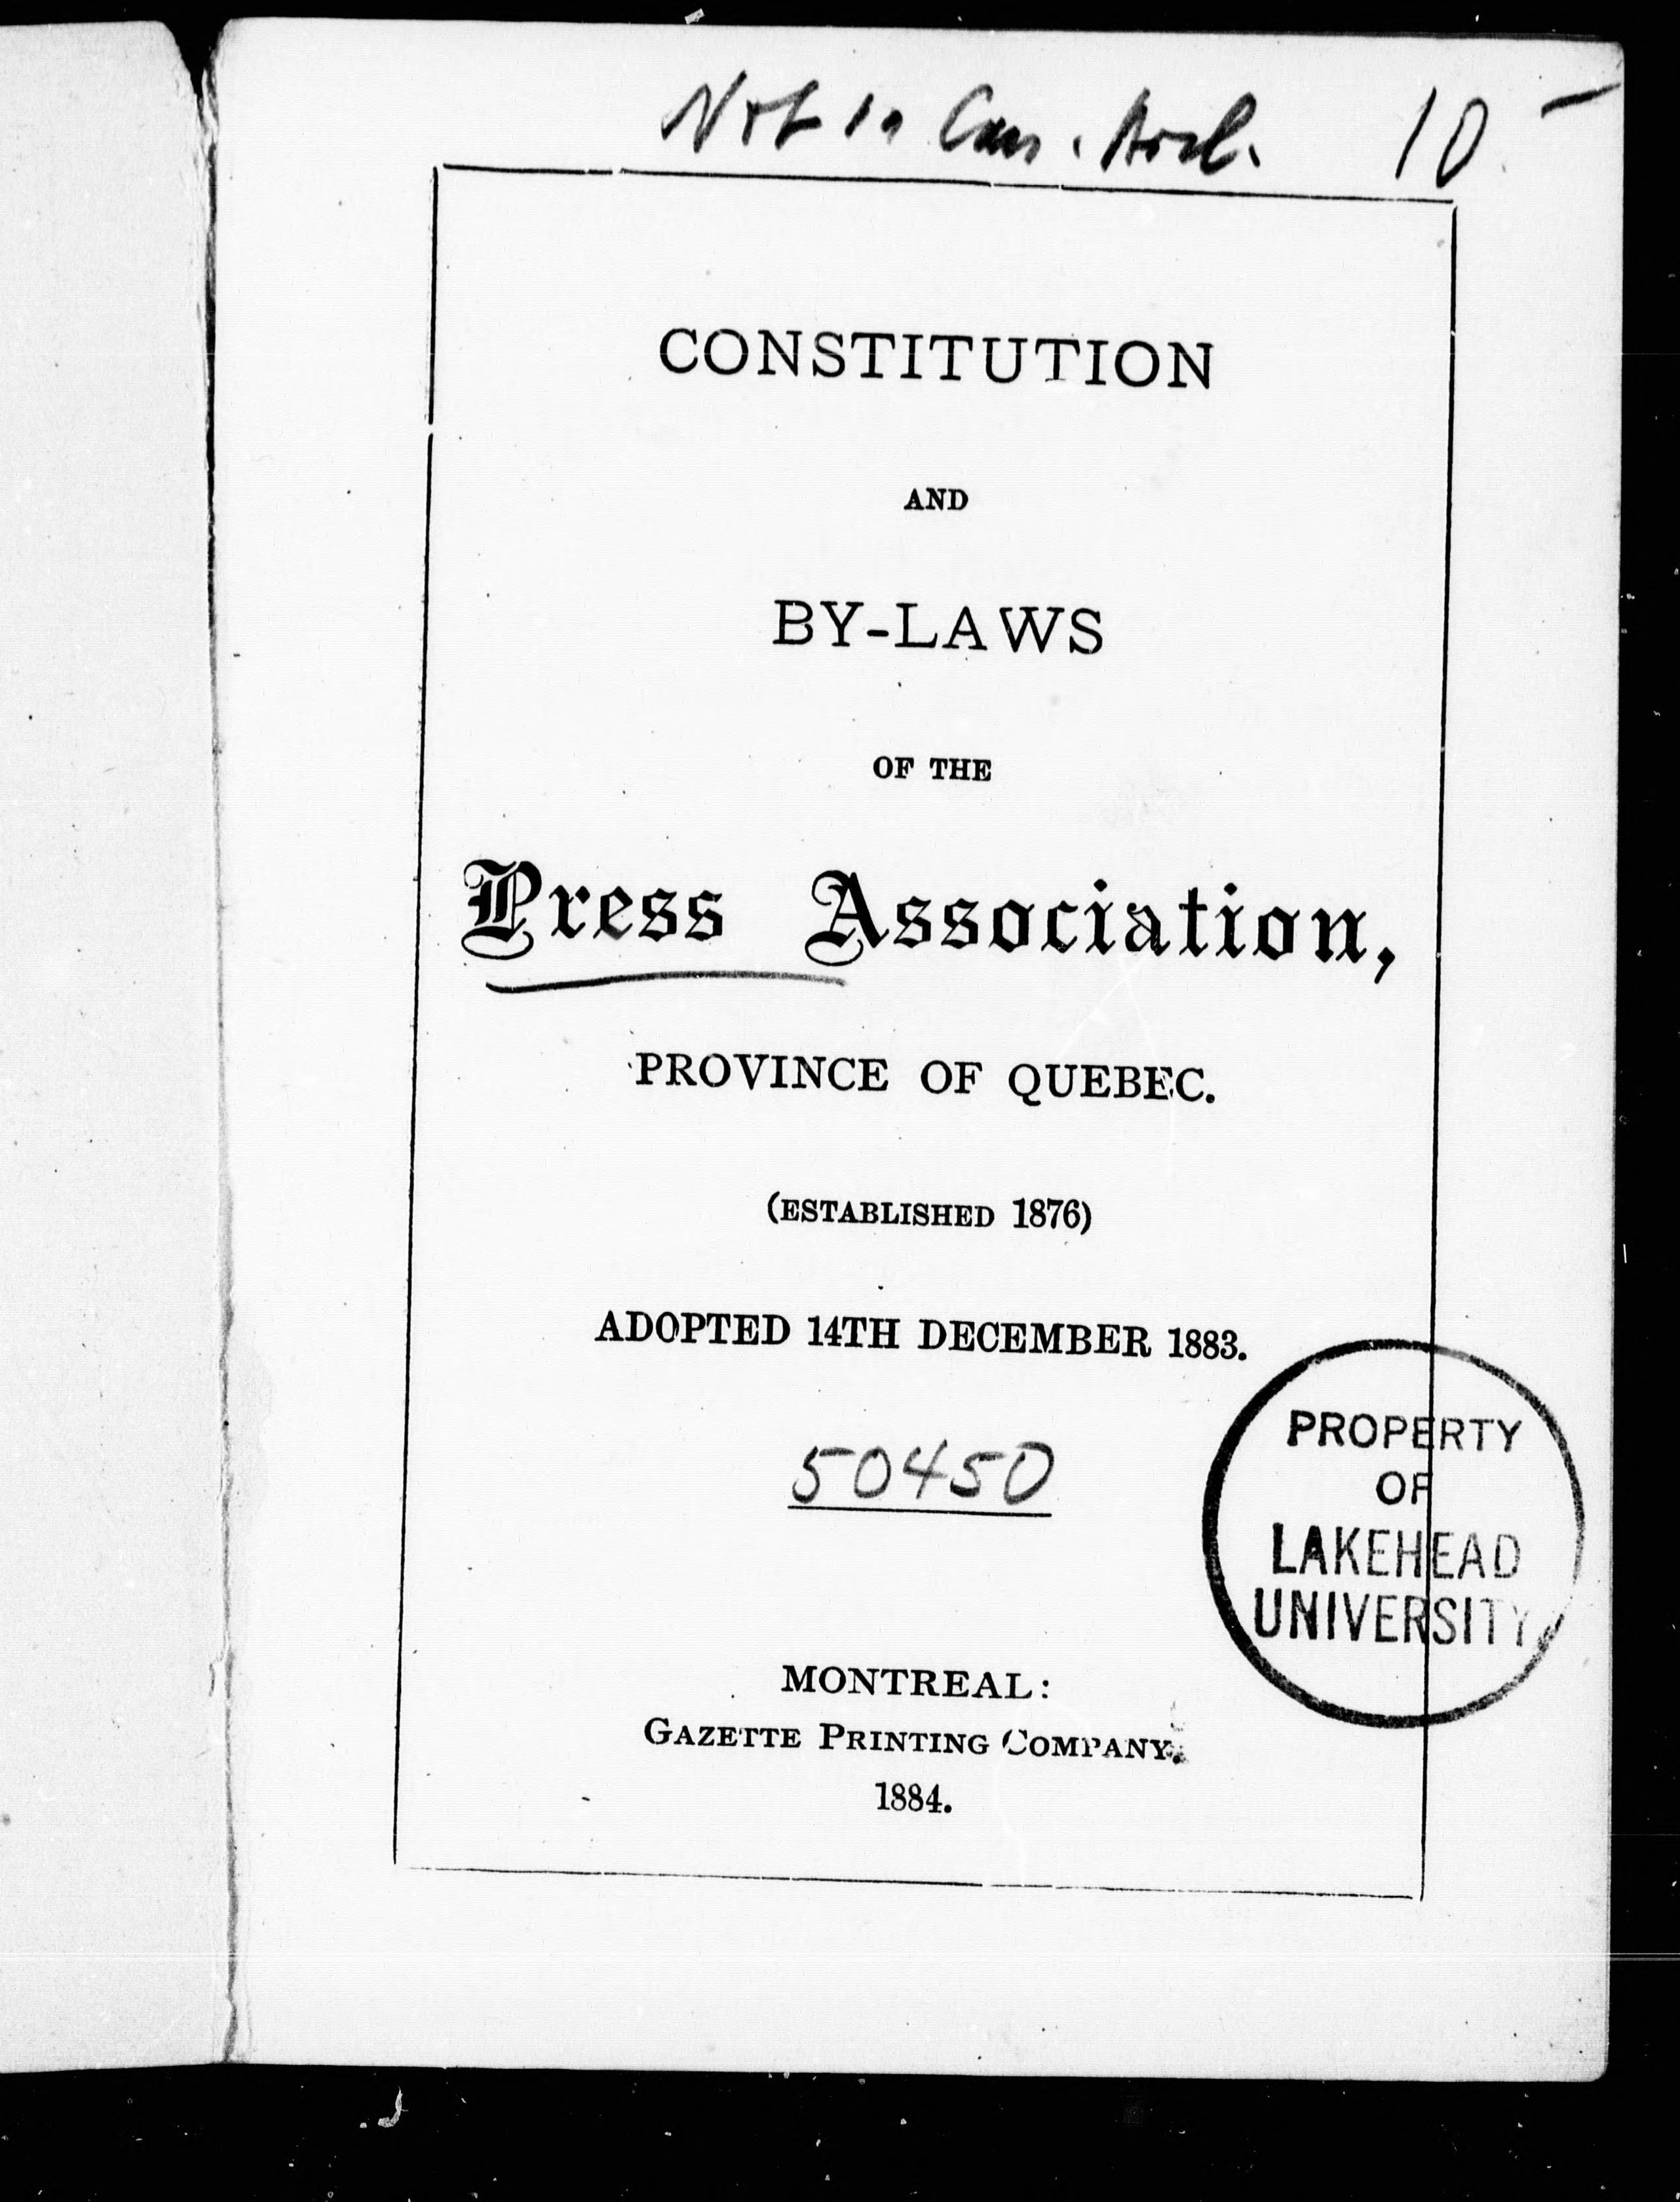 Not in Can. Arch. 10 -
CONSTITUTION
AND
BY-LAWS
OF THE
Press Association,
PROVINCE OF QUEBEC.
(ESTABLISHED 1876)
ADOPTED 14TH DECEMBER 1883.
50450
PROPERTY
OF
LAKEHEAD
UNIVERSITY
MONTREAL:
GAZETTE PRINTING COMPANY.
1884.